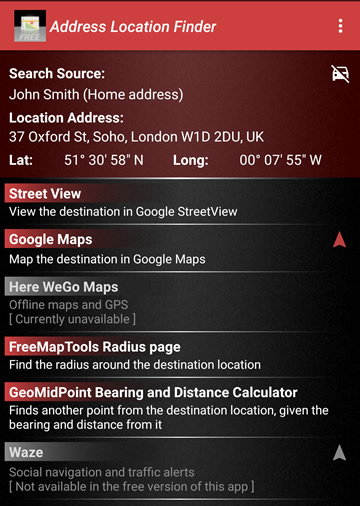 FREE
Address Location Finder
Search Source:
John Smith (Home address)
Location Address:
37 Oxford St, Soho, London W1D 2DU, UK
Lat: 51° 30' 58" N Long: 00° 07' 55" W
Street View
View the destination in Google StreetView
Google Maps
Map the destination in Google Maps
Here WeGo Maps
Offline maps and GPS
[ Currently unavailable ]
FreeMapTools Radius page
Find the radius around the destination location
GeoMidPoint Bearing and Distance Calculator
Finds another point from the destination location, given the
bearing and distance from it
Waze
Social navigation and traffic alerts
[ Not available in the free version of this app ]